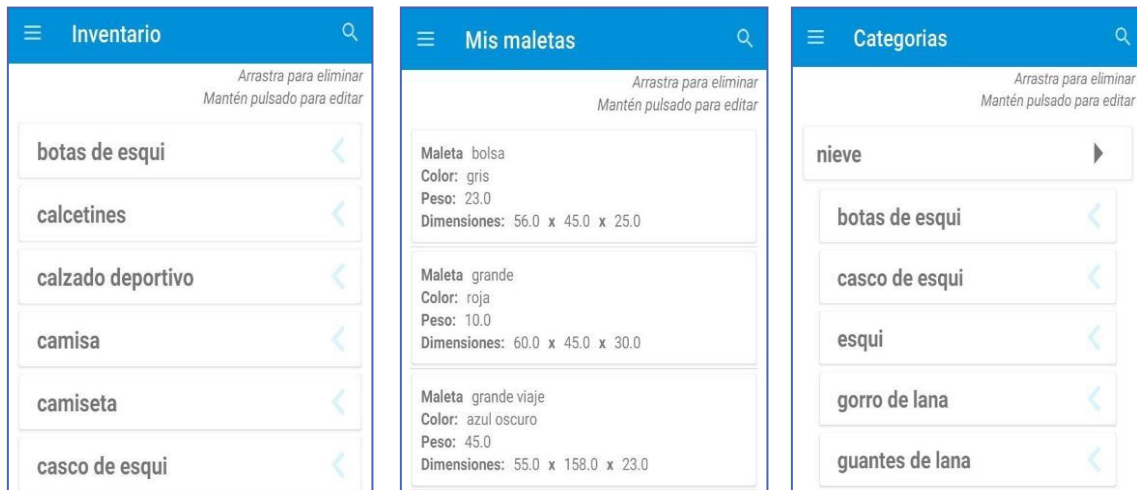 Inventario
Arrastra para eliminar
Mantén pulsado para editar
botas de esqui
calcetines
calzado deportivo
camisa
camiseta
casco de esqui
Mis maletas
Arrastra para eliminar
Mantén pulsado para editar
Maleta bolsa
Color: gris
Peso: 23.0
Dimensiones: 56.0 x 45.0 x 25.0
Maleta grande
Color: roja
Peso: 10.0
Dimensiones: 60.0 x 45.0 x 30.0
Maleta grande viaje
Color: azul oscuro
Peso: 45.0
Dimensiones: 55.0 x 158.0 x 23.0
Categorias
Arrastra para eliminar
Mantén pulsado para editar
nieve
botas de esqui
casco de esqui
esqui
gorro de lana
guantes de lana